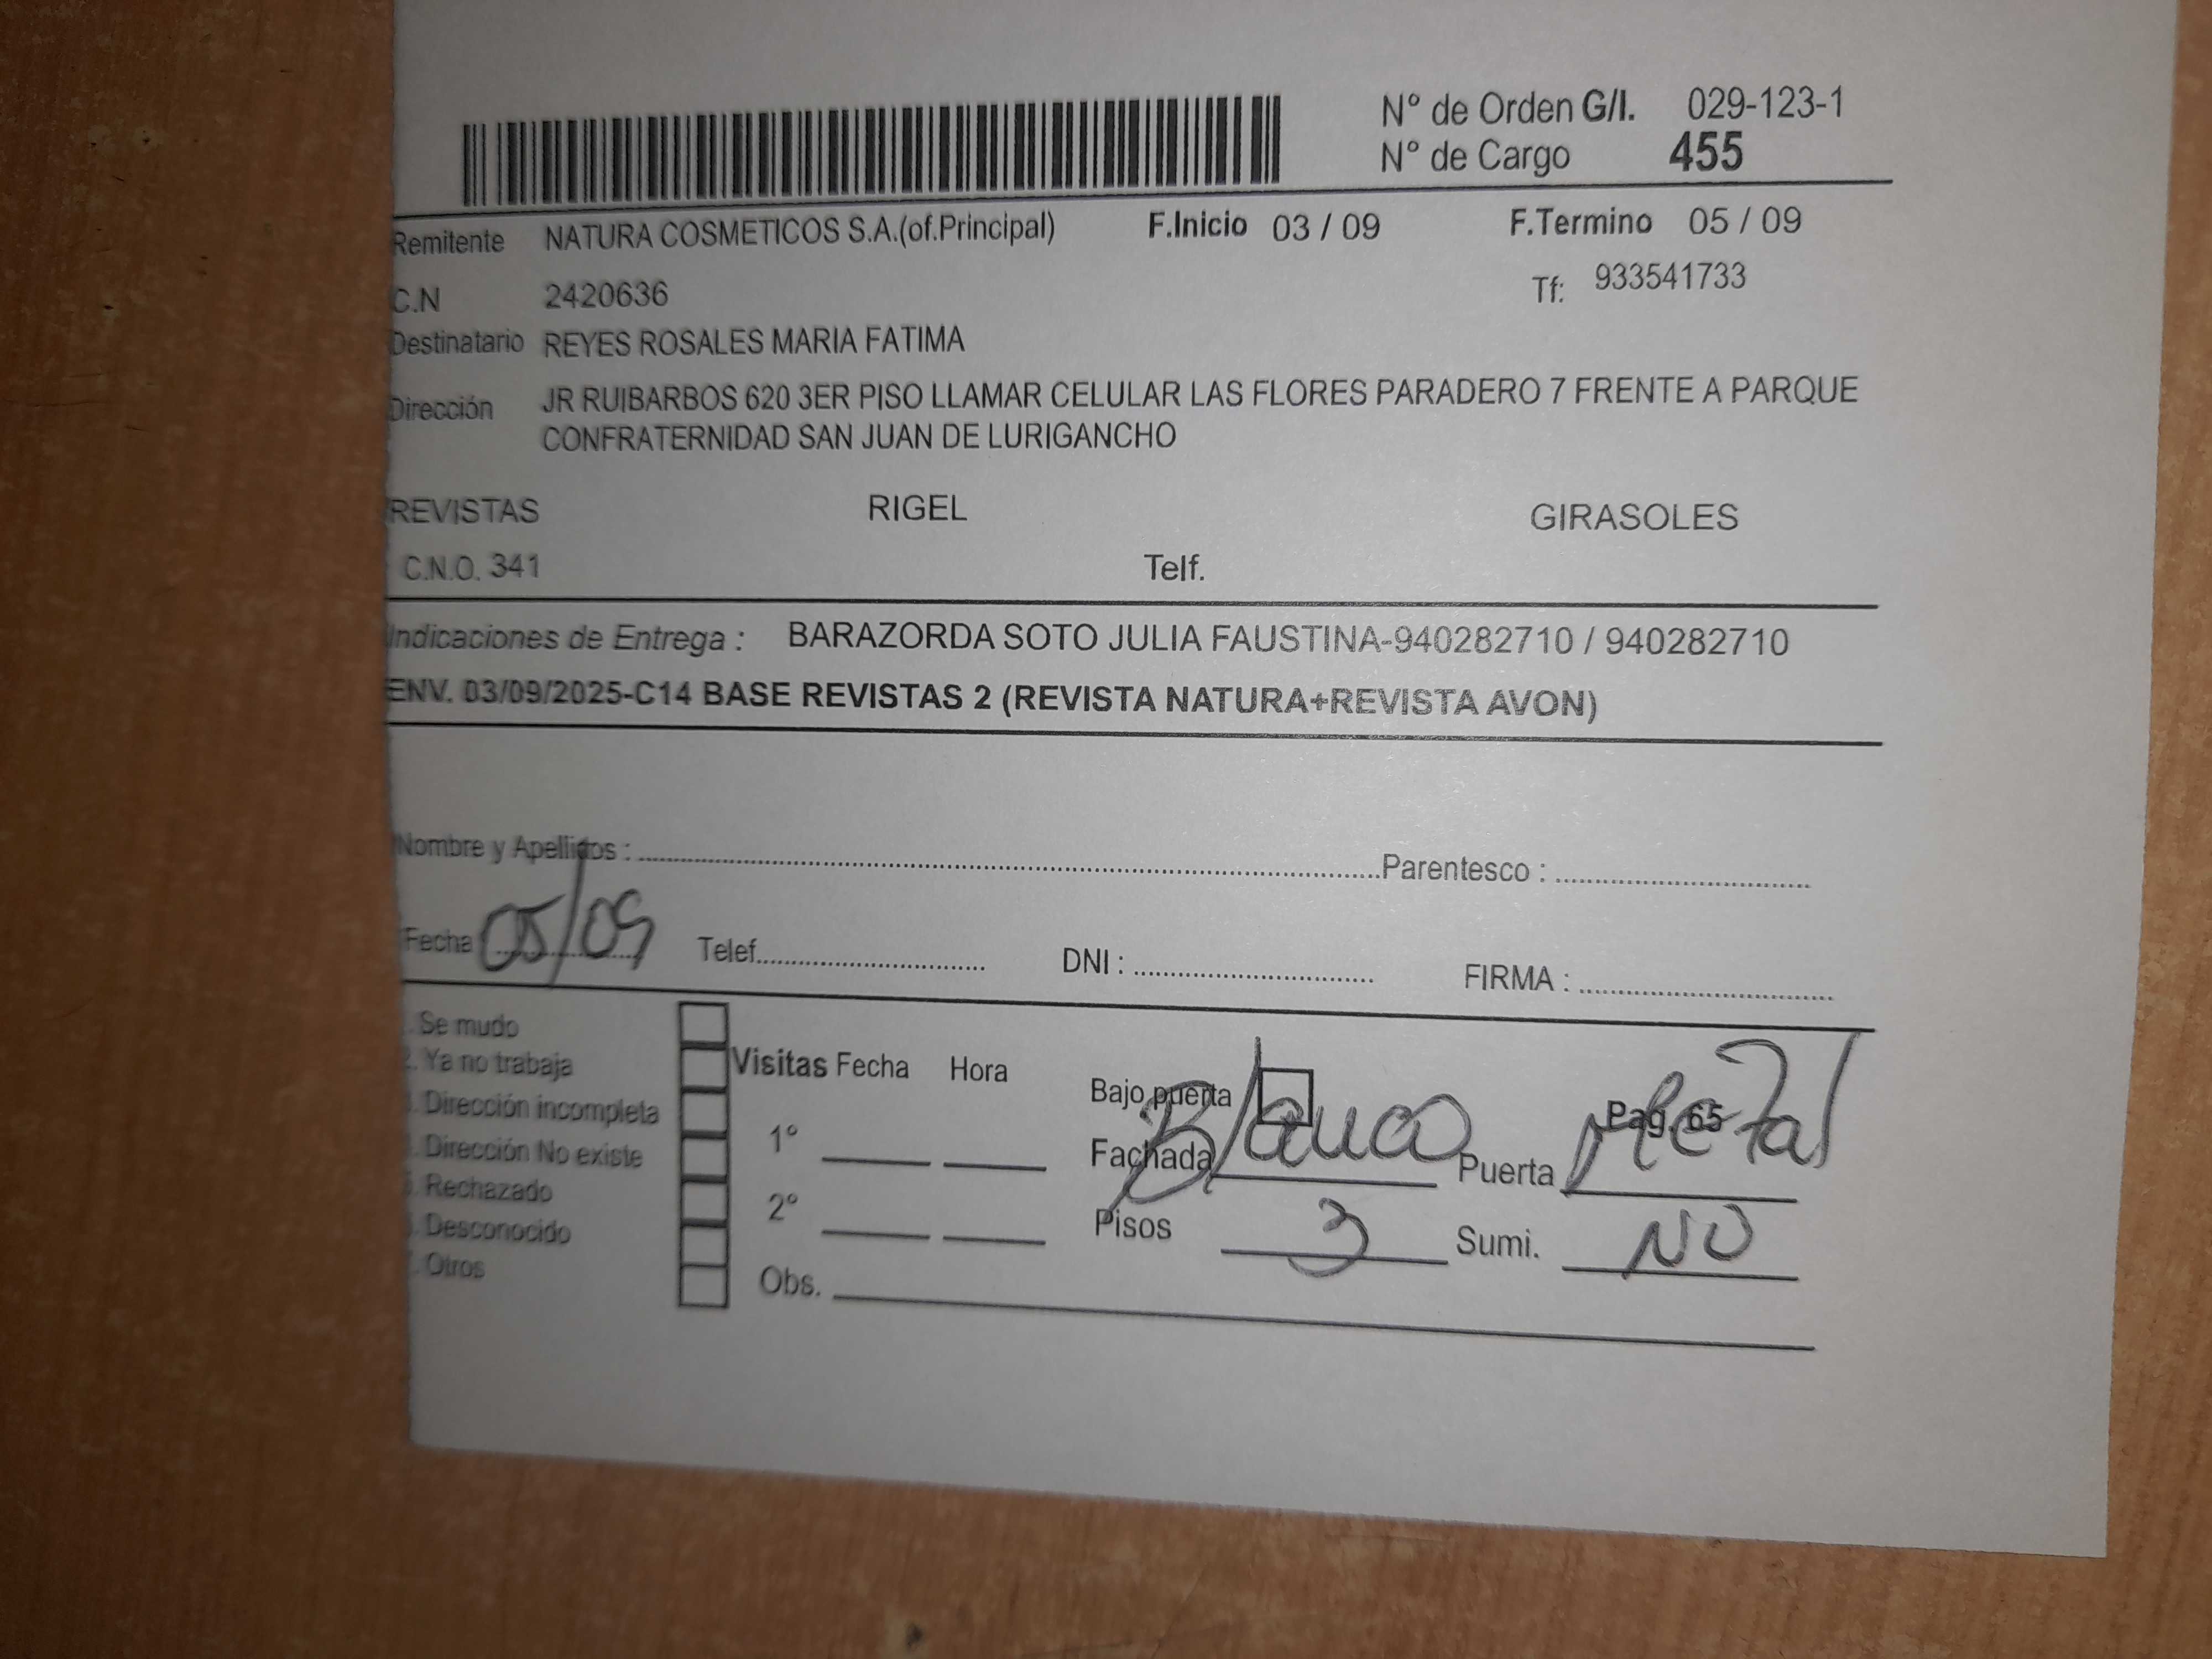 Nº de Orden G/I. 029-123-1
Nº de Cargo 455
Remitente NATURA COSMETICOS S.A.(of.Principal) F.Inicio 03 / 09 F.Termino 05 / 09
C.N 2420636 Tf: 933541733
Destinatario REYES ROSALES MARIA FATIMA
Dirección JR RUIBARBOS 620 3ER PISO LLAMAR CELULAR LAS FLORES PARADERO 7 FRENTE A PARQUE
CONFRATERNIDAD SAN JUAN DE LURIGANCHO
REVISTAS RIGEL GIRASOLES
C.N.O. 341 Telf.
Indicaciones de Entrega : BARAZORDA SOTO JULIA FAUSTINA-940282710 / 940282710
ENV. 03/09/2025-C14 BASE REVISTAS 2 (REVISTA NATURA+REVISTA AVON)
Nombre y Apellidos : Parentesco :
Fecha 05/09 Telef. DNI : FIRMA :
. Se mudo
2. Ya no trabaja
. Dirección incompleta
. Dirección No existe
. Rechazado
. Desconocido
. Otros
Visitas Fecha Hora
1º
2º
Obs.
Bajo puerta Pag. 65
Fachada Blanco Puerta Metal
Pisos 3 Sumi. NO